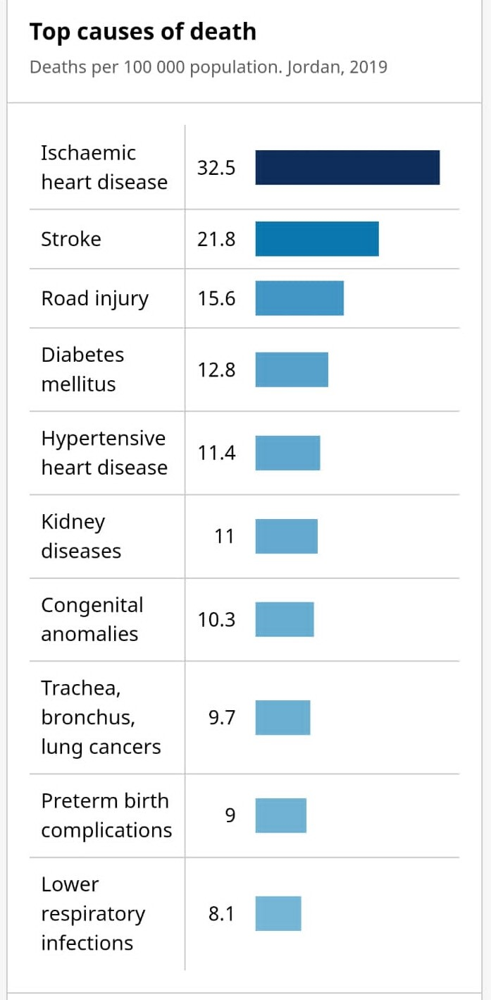 Top causes of death
Deaths per 100 000 population. Jordan, 2019
Ischaemic
heart disease
32.5
Stroke
21.8
Road injury
15.6
Diabetes
mellitus
12.8
Hypertensive
heart disease
11.4
Kidney
diseases
11
Congenital
anomalies
10.3
Trachea,
bronchus,
lung cancers
9.7
Preterm birth
complications
9
Lower
respiratory
infections
8.1